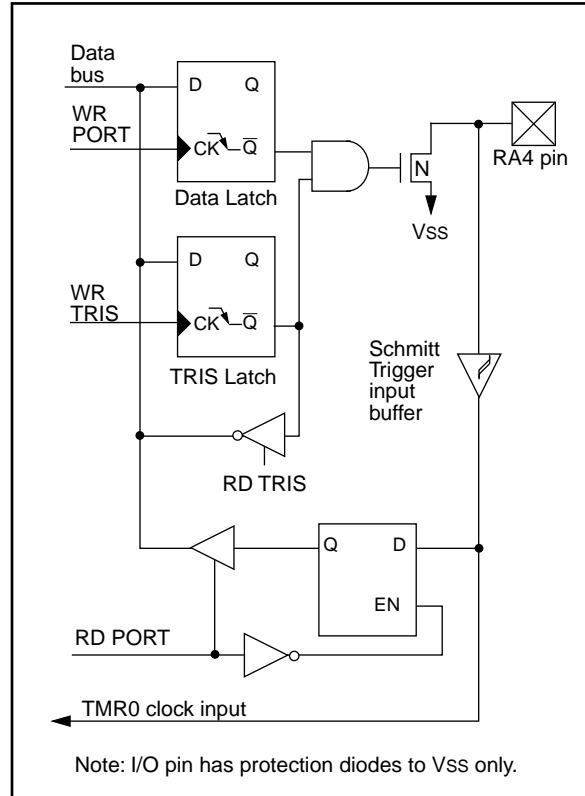 Data
bus
D Q
WR
PORT
CK Q̅
N
RA4 pin
Data Latch
VSS
D Q
WR
TRIS
CK Q̅
Schmitt
Trigger
input
buffer
TRIS Latch
RD TRIS
Q D
EN
RD PORT
TMR0 clock input
Note: I/O pin has protection diodes to VSS only.